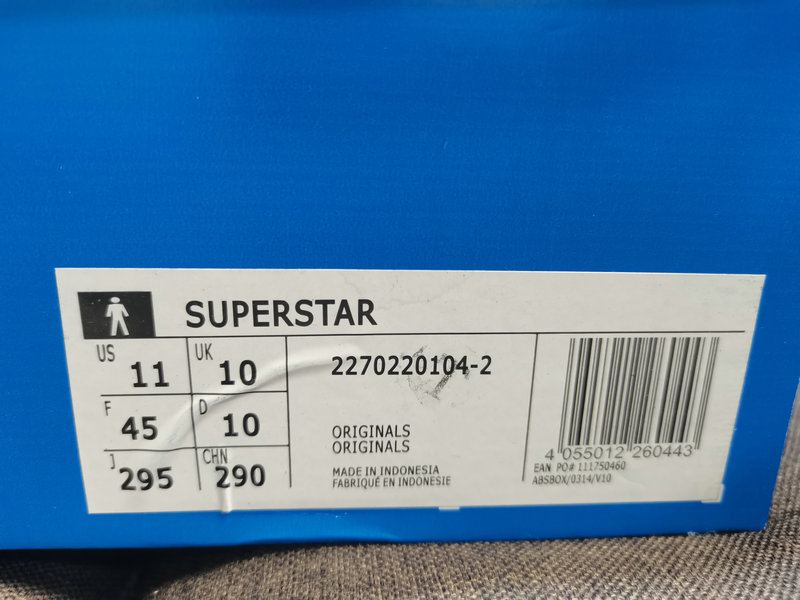 SUPERSTAR
US 11 UK 10
F 45 D 10
J 295 CHN 290
2270220104-2
ORIGINALS
ORIGINALS
MADE IN INDONESIA
FABRIQUÉ EN INDONESIE
4 055012 260443
EAN PO# 111750460
ABSBOX/0314/V10